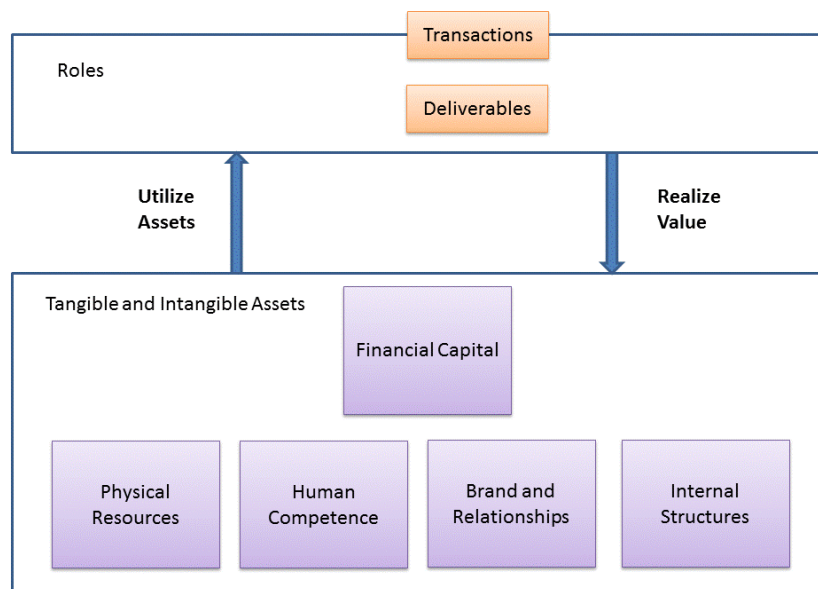 Transactions
Roles
Deliverables
Utilize
Assets
Realize
Value
Tangible and Intangible Assets
Financial Capital
Physical
Resources
Human
Competence
Brand and
Relationships
Internal
Structures